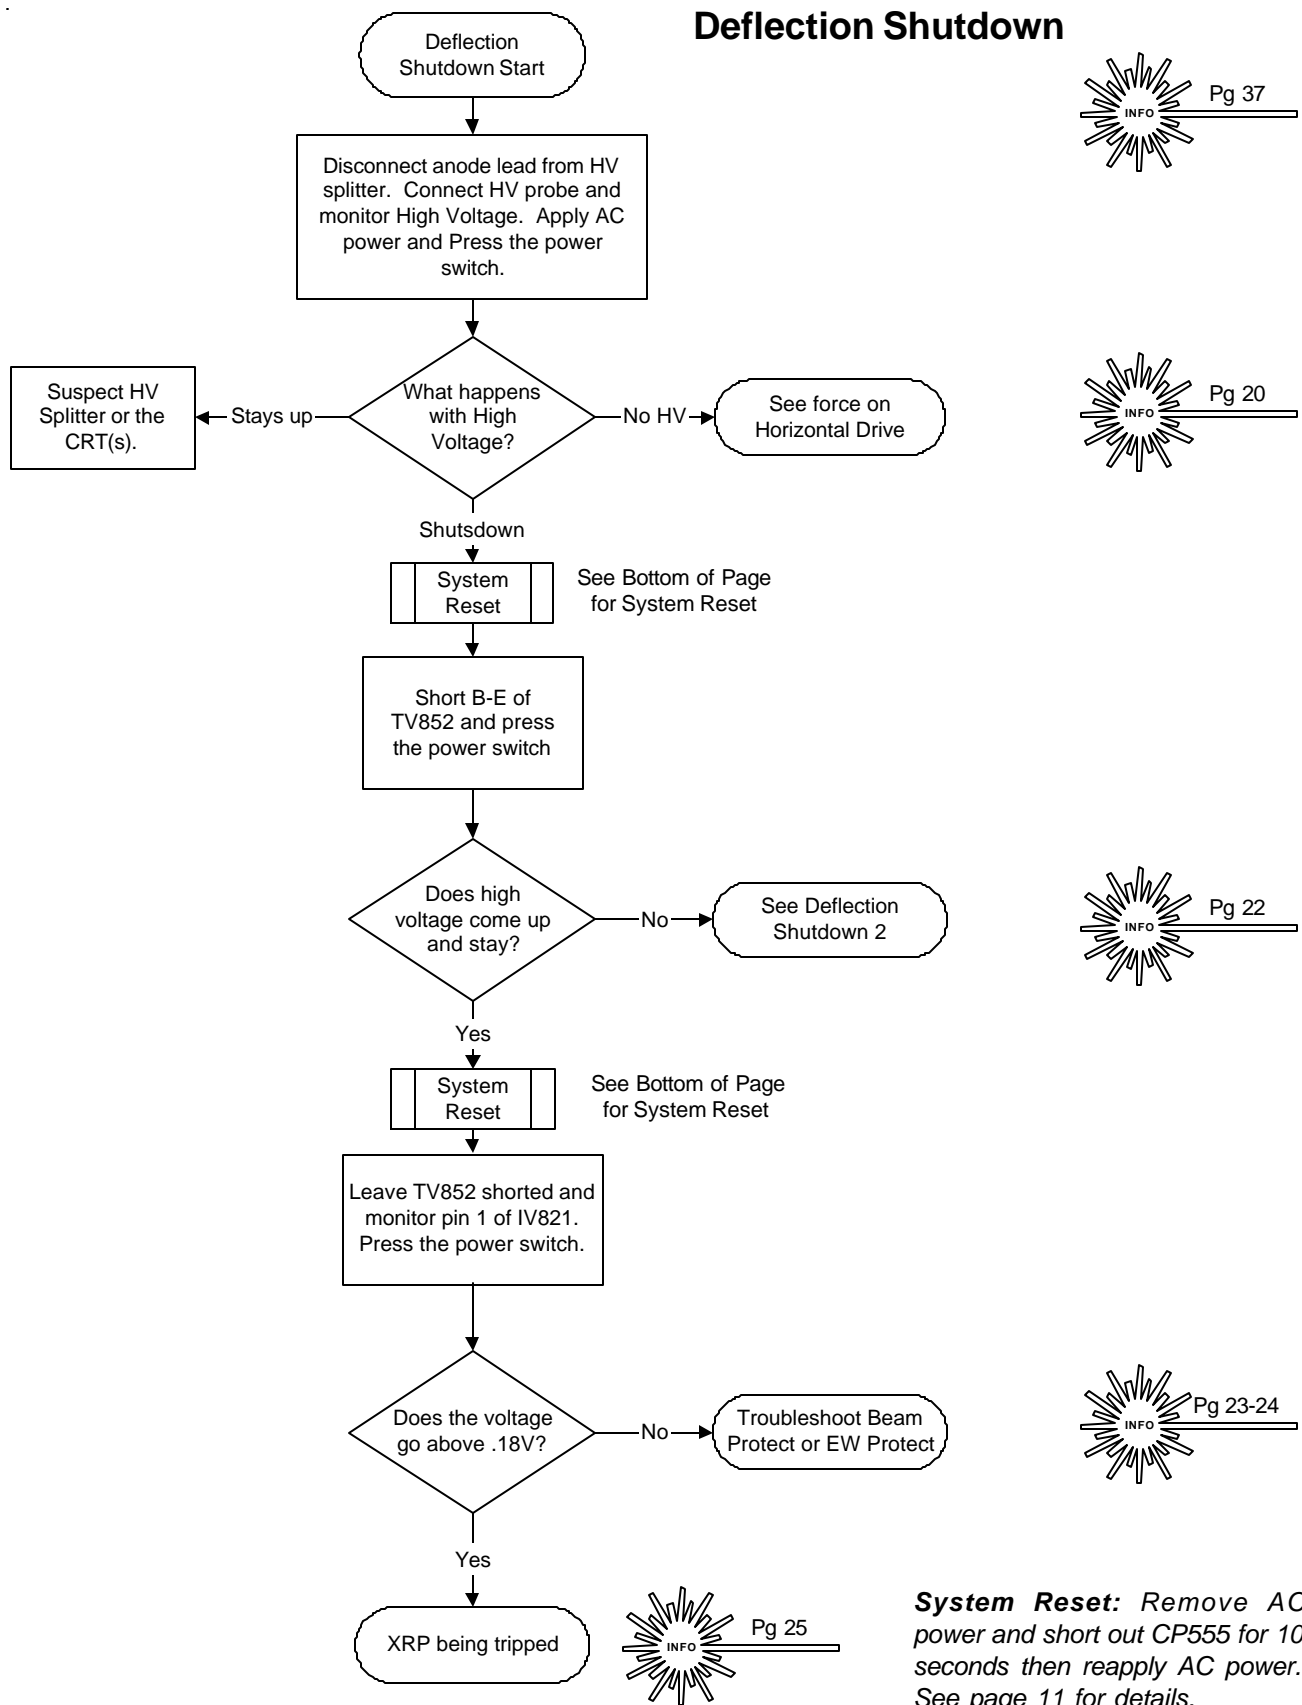 Deflection Shutdown
Deflection
Shutdown Start
INFO
Pg 37
Disconnect anode lead from HV
splitter. Connect HV probe and
monitor High Voltage. Apply AC
power and Press the power
switch.
Suspect HV
Splitter or the
CRT(s).
Stays up
What happens
with High
Voltage?
No HV
See force on
Horizontal Drive
INFO
Pg 20
Shutsdown
System
Reset
See Bottom of Page
for System Reset
Short B-E of
TV852 and press
the power switch
Does high
voltage come up
and stay?
No
See Deflection
Shutdown 2
INFO
Pg 22
Yes
System
Reset
See Bottom of Page
for System Reset
Leave TV852 shorted and
monitor pin 1 of IV821.
Press the power switch.
Does the voltage
go above .18V?
No
Troubleshoot Beam
Protect or EW Protect
INFO
Pg 23-24
Yes
XRP being tripped
INFO
Pg 25
System Reset: Remove AC
power and short out CP555 for 10
seconds then reapply AC power.
See page 11 for details.